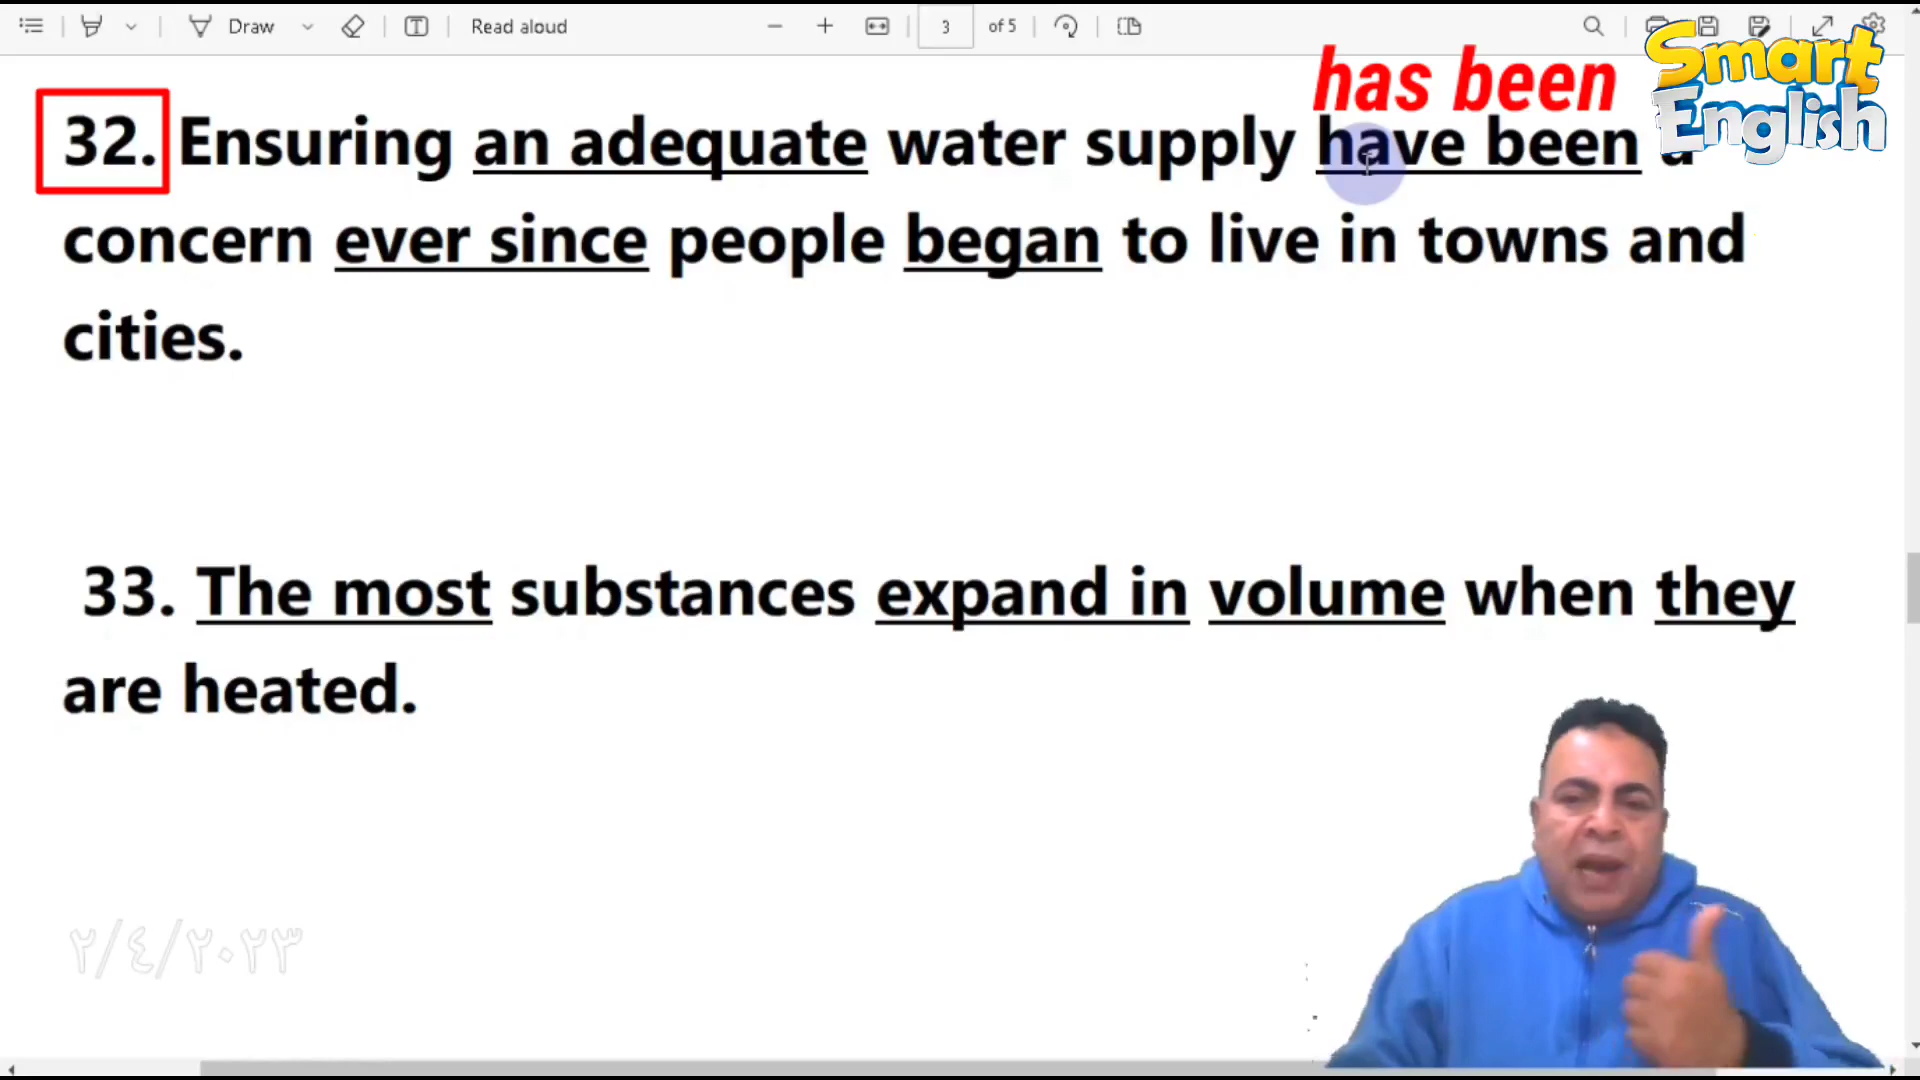 Draw
Read aloud
3 of 5
has been
Smart
English
32. Ensuring an adequate water supply have been a
concern ever since people began to live in towns and
cities.
33. The most substances expand in volume when they
are heated.
٢/٤/٢٠٢٣